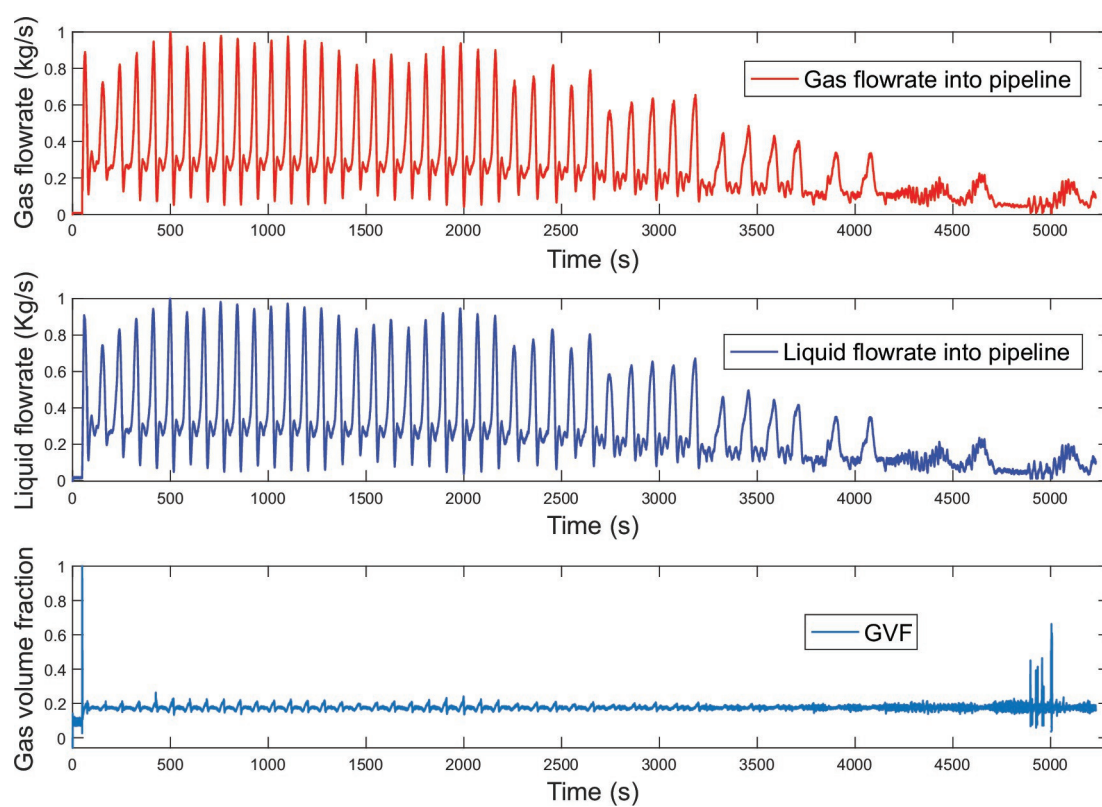 Gas flowrate (kg/s)
1
0.8
0.6
0.4
0.2
0
Gas flowrate into pipeline
0 500 1000 1500 2000 2500 3000 3500 4000 4500 5000
Time (s)
Liquid flowrate (Kg/s)
1
0.8
0.6
0.4
0.2
0
Liquid flowrate into pipeline
0 500 1000 1500 2000 2500 3000 3500 4000 4500 5000
Time (s)
Gas volume fraction
1
0.8
0.6
0.4
0.2
0
GVF
0 500 1000 1500 2000 2500 3000 3500 4000 4500 5000
Time (s)